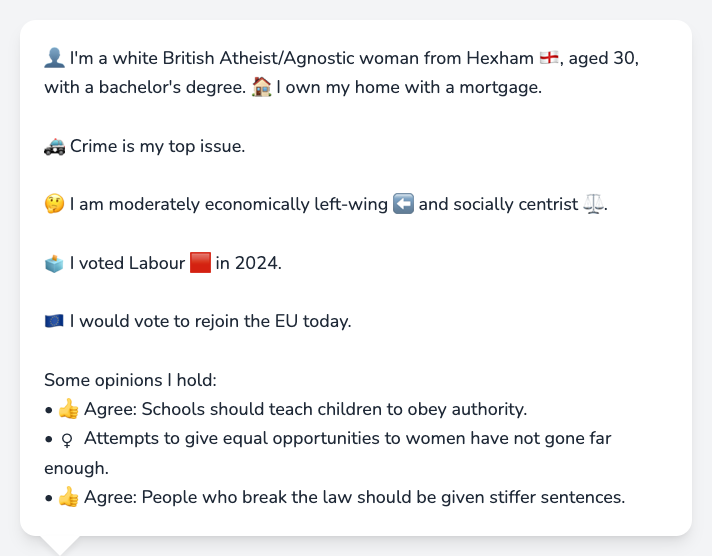 👤 I'm a white British Atheist/Agnostic woman from Hexham 🏴󠁧󠁢󠁥󠁮󠁧󠁿, aged 30,
with a bachelor's degree. 🏠 I own my home with a mortgage.
🚓 Crime is my top issue.
🤔 I am moderately economically left-wing ⬅️ and socially centrist ⚖️.
🗳️ I voted Labour 🟥 in 2024.
🇪🇺 I would vote to rejoin the EU today.
Some opinions I hold:
• 👍 Agree: Schools should teach children to obey authority.
• ♀ Attempts to give equal opportunities to women have not gone far
enough.
• 👍 Agree: People who break the law should be given stiffer sentences.